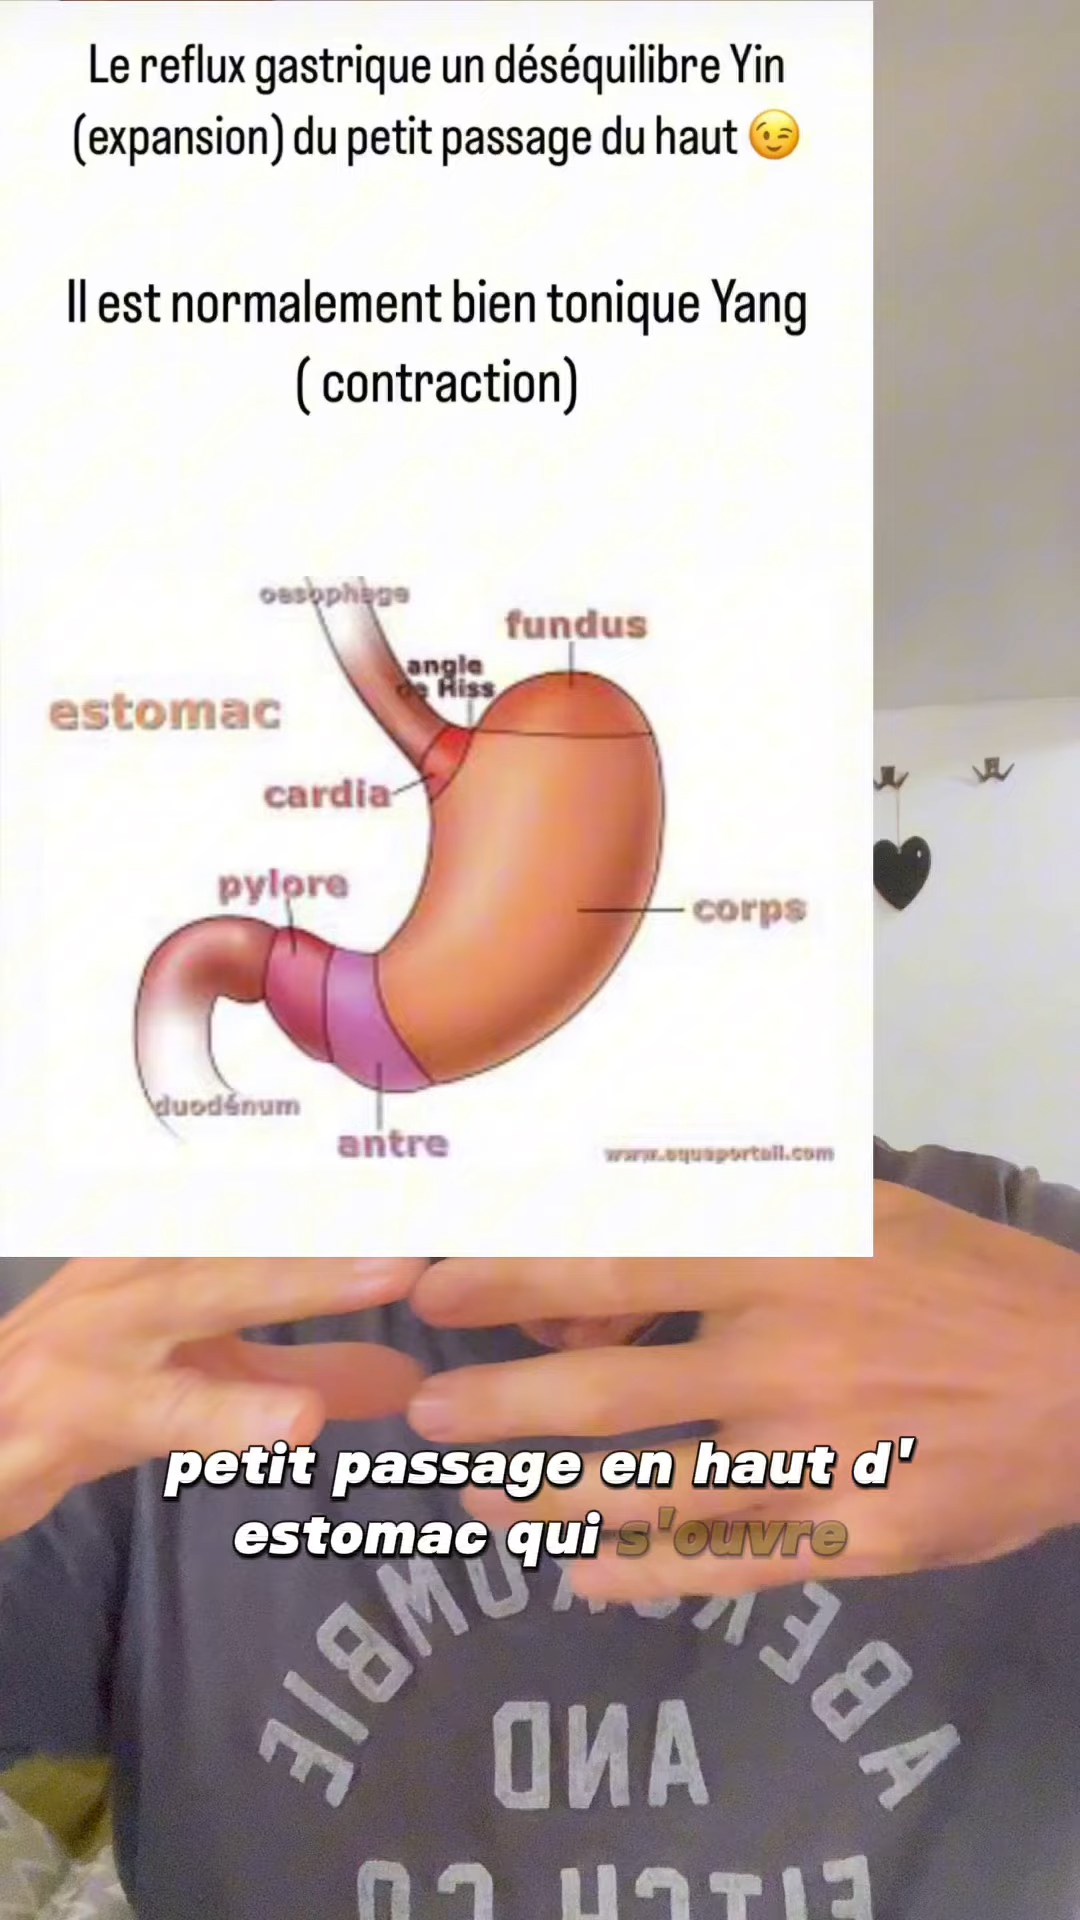 Le reflux gastrique un déséquilibre Yin
(expansion) du petit passage du haut 😉
Il est normalement bien tonique Yang
( contraction)
oesophage
fundus
angle
de Hiss
estomac
cardia
pylore
corps
duodénum
antre
www.aquaportail.com
petit passage en haut d'
estomac qui s'ouvre
ABERCROMBIE
AND
FITCH CO